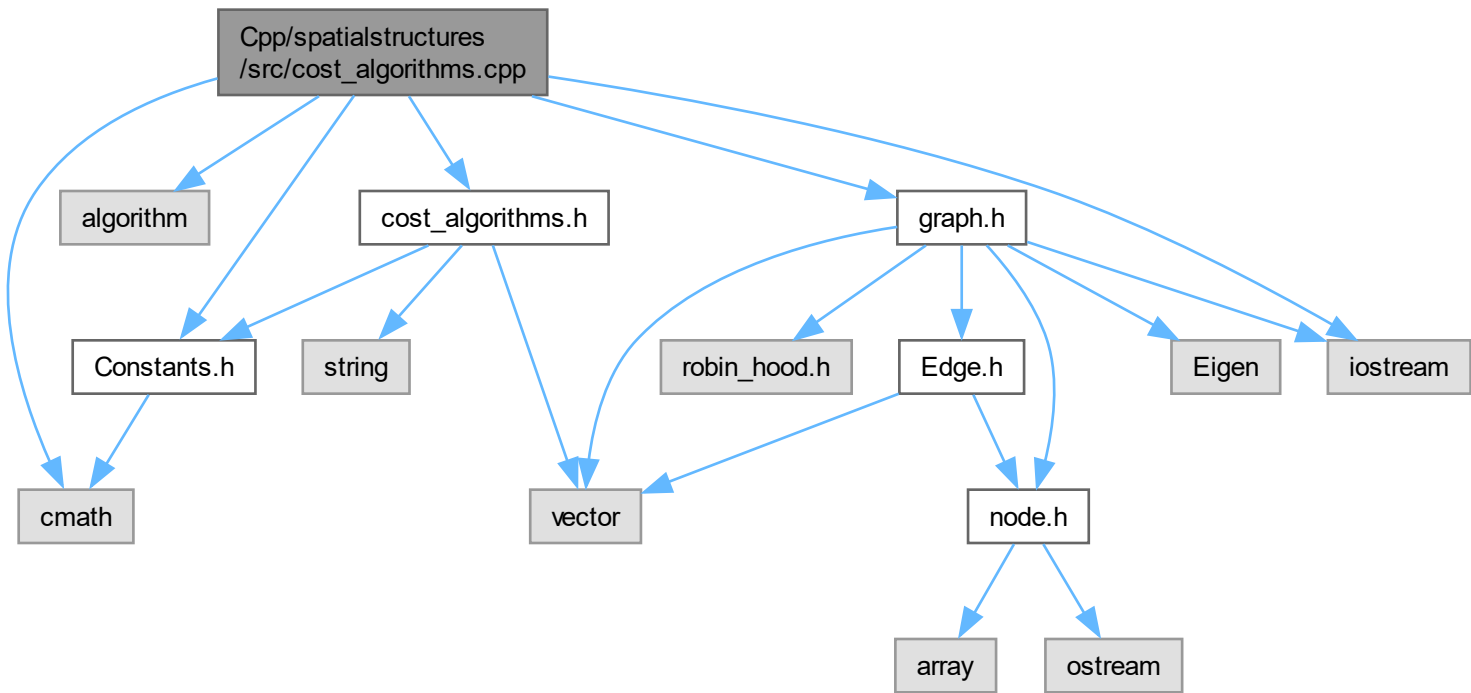 Cpp/spatialstructures
/src/cost_algorithms.cpp
algorithm
cost_algorithms.h
graph.h
Constants.h
string
robin_hood.h
Edge.h
Eigen
iostream
cmath
vector
node.h
array
ostream